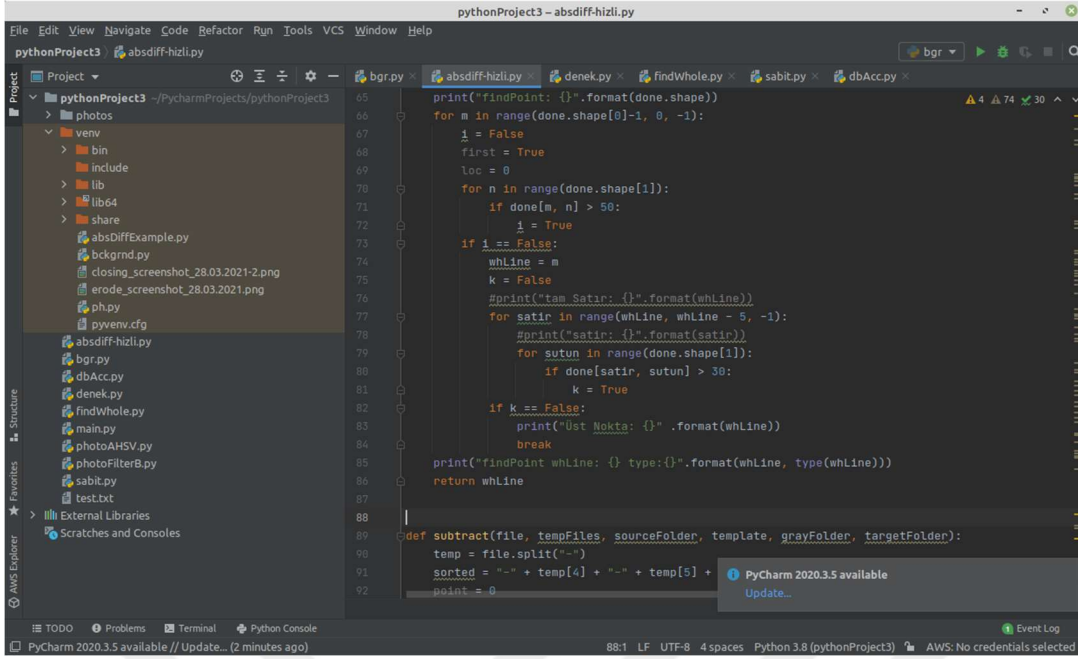 pythonProject3 – absdiff-hizli.py
File Edit View Navigate Code Refactor Run Tools VCS Window Help
pythonProject3 absdiff-hizli.py bgr
Project
bgr.py absdiff-hizli.py denek.py findWhole.py sabit.py dbAcc.py
Project
Structure
Favorites
AWS Explorer
pythonProject3 ~/PycharmProjects/pythonProject3
photos
venv
bin
include
lib
lib64
share
absDiffExample.py
bckgrnd.py
closing_screenshot_28.03.2021-2.png
erode_screenshot_28.03.2021.png
ph.py
pyvenv.cfg
absdiff-hizli.py
bgr.py
dbAcc.py
denek.py
findWhole.py
main.py
photoAHSV.py
photoFilterB.py
sabit.py
test.txt
External Libraries
Scratches and Consoles
4 74 30
65 print("findPoint: {}".format(done.shape))
66 for m in range(done.shape[0]-1, 0, -1):
67 i = False
68 first = True
69 loc = 0
70 for n in range(done.shape[1]):
71 if done[m, n] > 50:
72 i = True
73 if i == False:
74 whLine = m
75 k = False
76 #print("tam Satır: {}".format(whLine))
77 for satir in range(whLine, whLine - 5, -1):
78 #print("satir: {}".format(satir))
79 for sutun in range(done.shape[1]):
80 if done[satir, sutun] > 30:
81 k = True
82 if k == False:
83 print("Üst Nokta: {}" .format(whLine))
84 break
85 print("findPoint whLine: {} type:{}".format(whLine, type(whLine)))
86 return whLine
87
88
89 def subtract(file, tempFiles, sourceFolder, template, grayFolder, targetFolder):
90 temp = file.split("-")
91 sorted = "-" + temp[4] + "-" + temp[5] +
92 point = 0
PyCharm 2020.3.5 available
Update...
TODO Problems Terminal Python Console 1 Event Log
PyCharm 2020.3.5 available // Update... (2 minutes ago) 88:1 LF UTF-8 4 spaces Python 3.8 (pythonProject3) AWS: No credentials selected